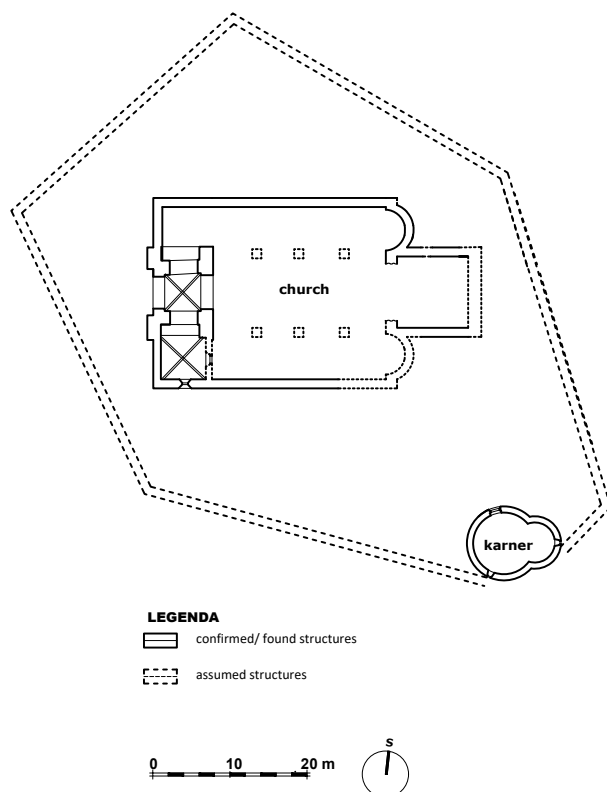 church
karner
LEGENDA
confirmed/ found structures
assumed structures
S
0 10 20 m